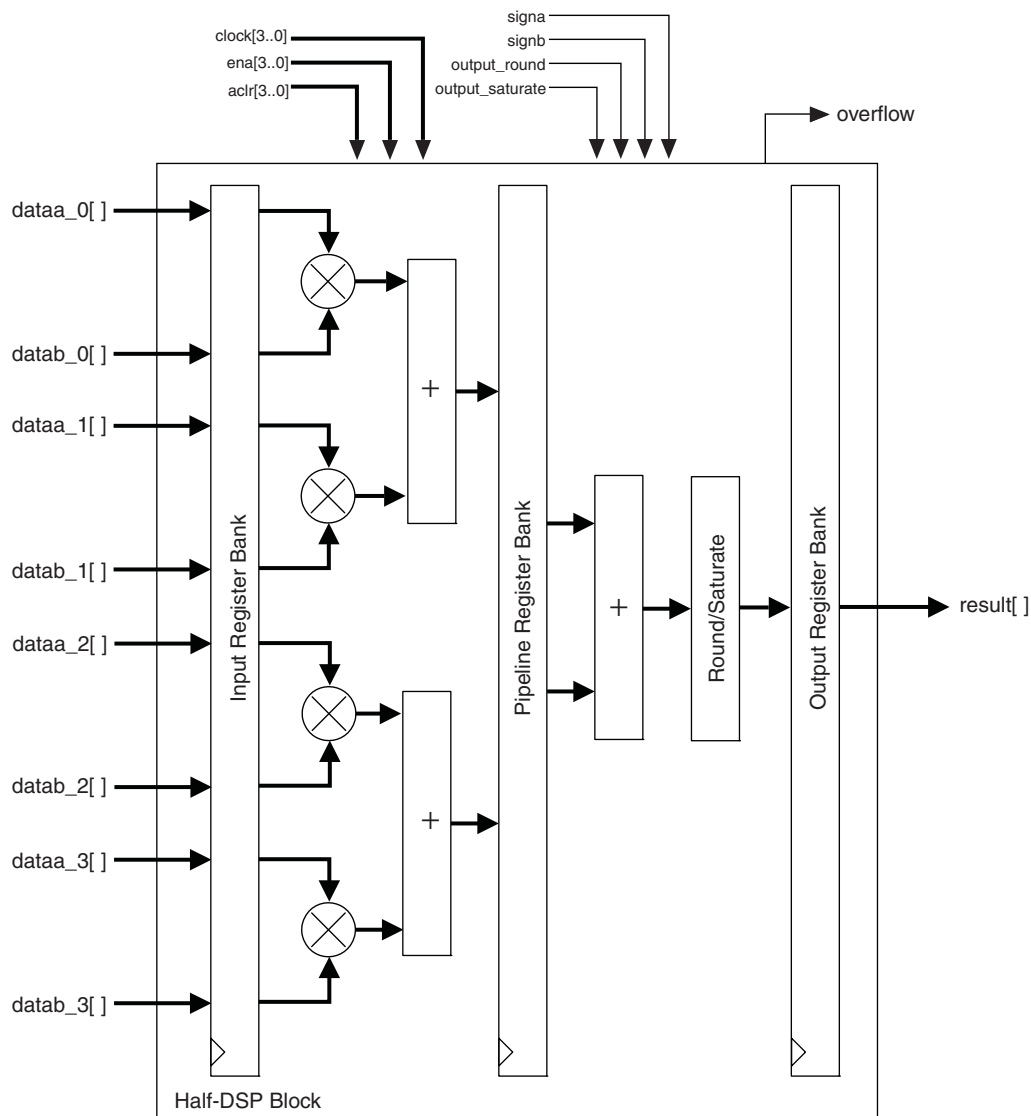 signa
clock[3..0]
signb
ena[3..0]
output_round
aclr[3..0]
output_saturate
overflow
dataa_0[ ]
datab_0[ ]
dataa_1[ ]
datab_1[ ]
dataa_2[ ]
datab_2[ ]
dataa_3[ ]
datab_3[ ]
Input Register Bank
+
+
Pipeline Register Bank
+
Round/Saturate
Output Register Bank
result[ ]
Half-DSP Block